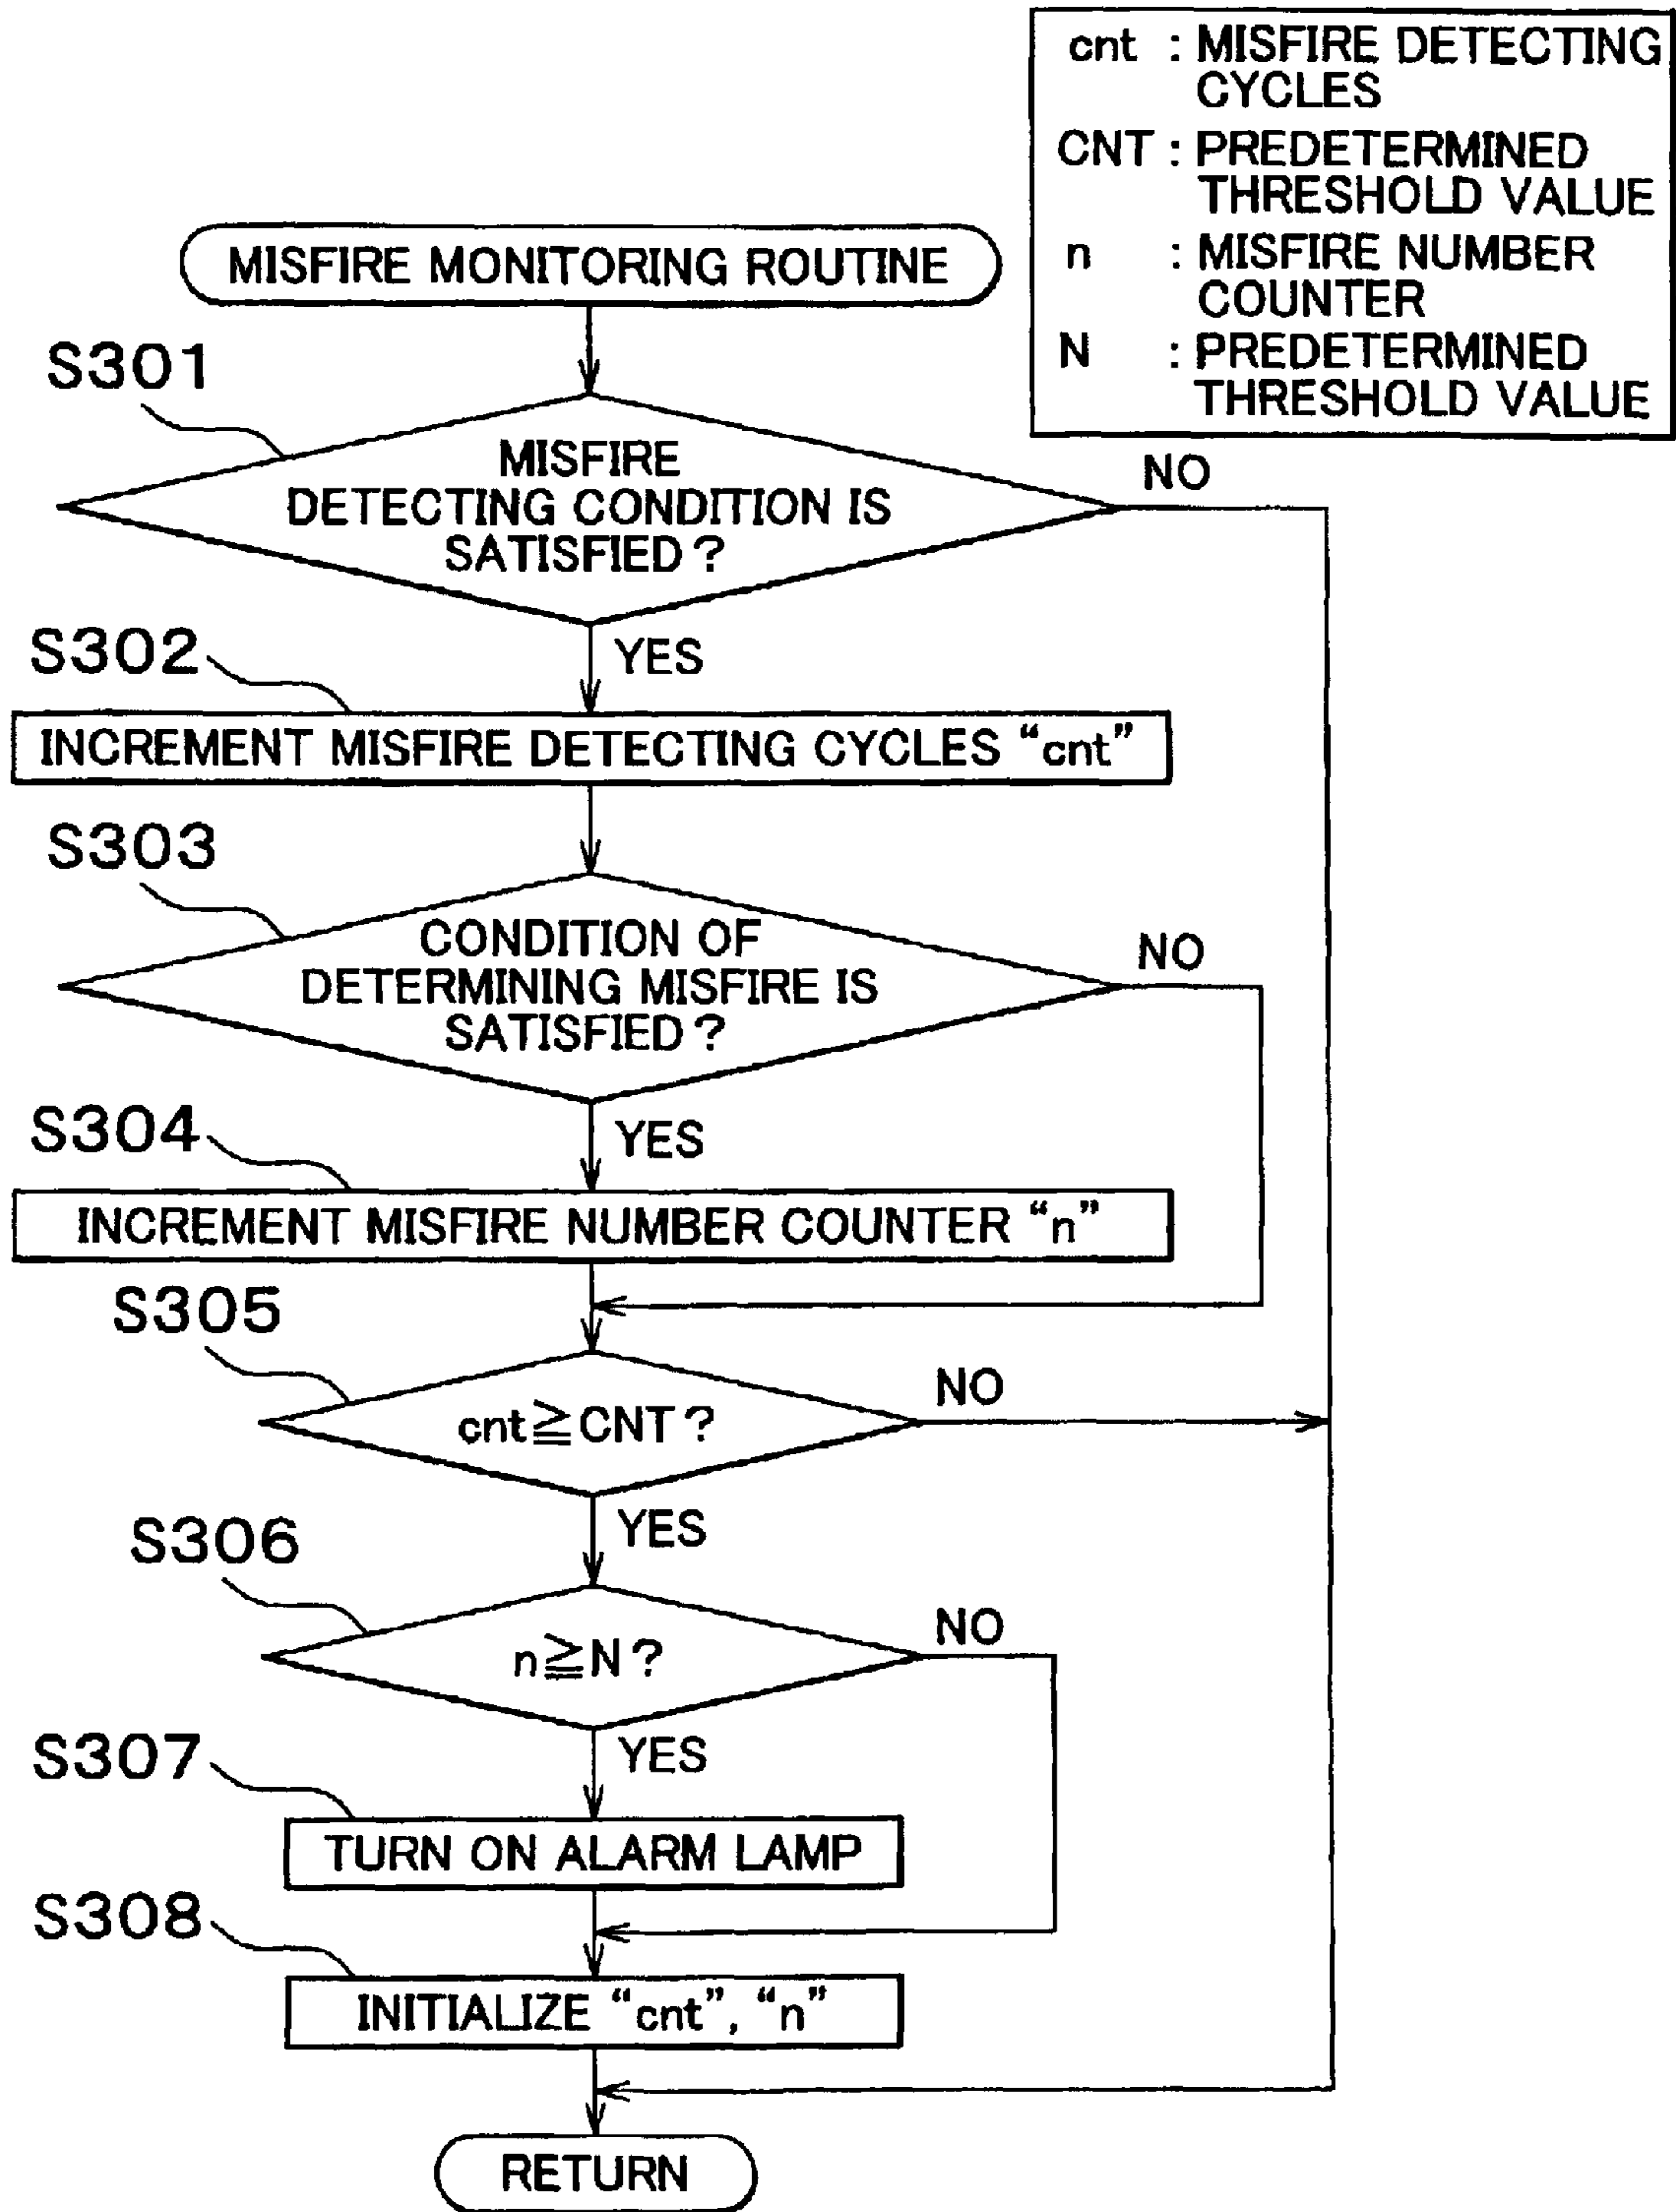 cnt : MISFIRE DETECTING
CYCLES
CNT : PREDETERMINED
THRESHOLD VALUE
n : MISFIRE NUMBER
COUNTER
N : PREDETERMINED
THRESHOLD VALUE
MISFIRE MONITORING ROUTINE
S301
MISFIRE
DETECTING CONDITION IS
SATISFIED?
NO
YES
S302
INCREMENT MISFIRE DETECTING CYCLES “cnt”
S303
CONDITION OF
DETERMINING MISFIRE IS
SATISFIED?
NO
YES
S304
INCREMENT MISFIRE NUMBER COUNTER “n”
S305
cnt≧CNT?
NO
YES
S306
n≧N?
NO
YES
S307
TURN ON ALARM LAMP
S308
INITIALIZE “cnt”, “n”
RETURN